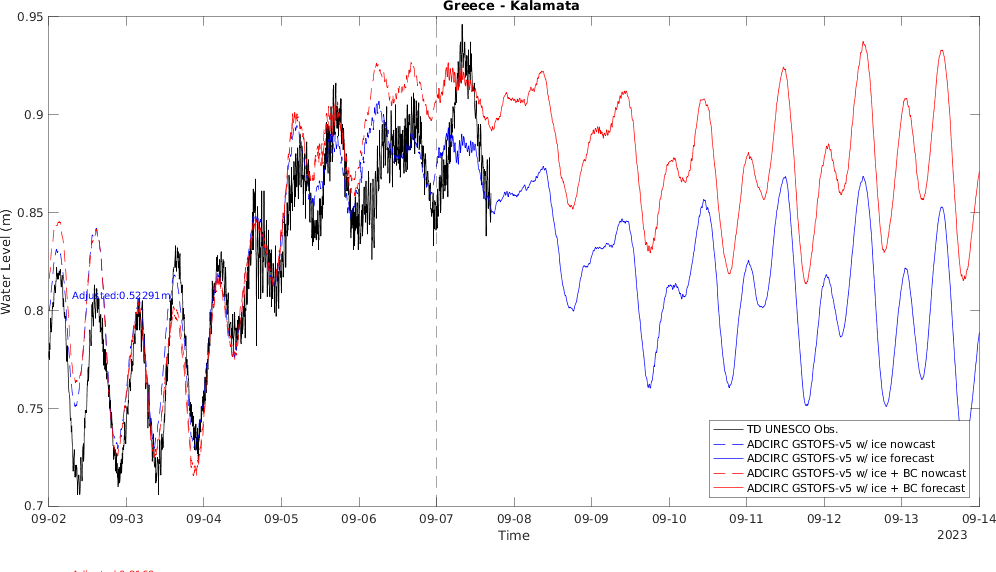 Greece - Kalamata
0.95
0.9
0.85
0.8
0.75
0.7
Water Level (m)
Adjusted:0.52291m
TD UNESCO Obs.
ADCIRC GSTOFS-v5 w/ ice nowcast
ADCIRC GSTOFS-v5 w/ ice forecast
ADCIRC GSTOFS-v5 w/ ice + BC nowcast
ADCIRC GSTOFS-v5 w/ ice + BC forecast
09-02 09-03 09-04 09-05 09-06 09-07 09-08 09-09 09-10 09-11 09-12 09-13 09-14
Time
2023